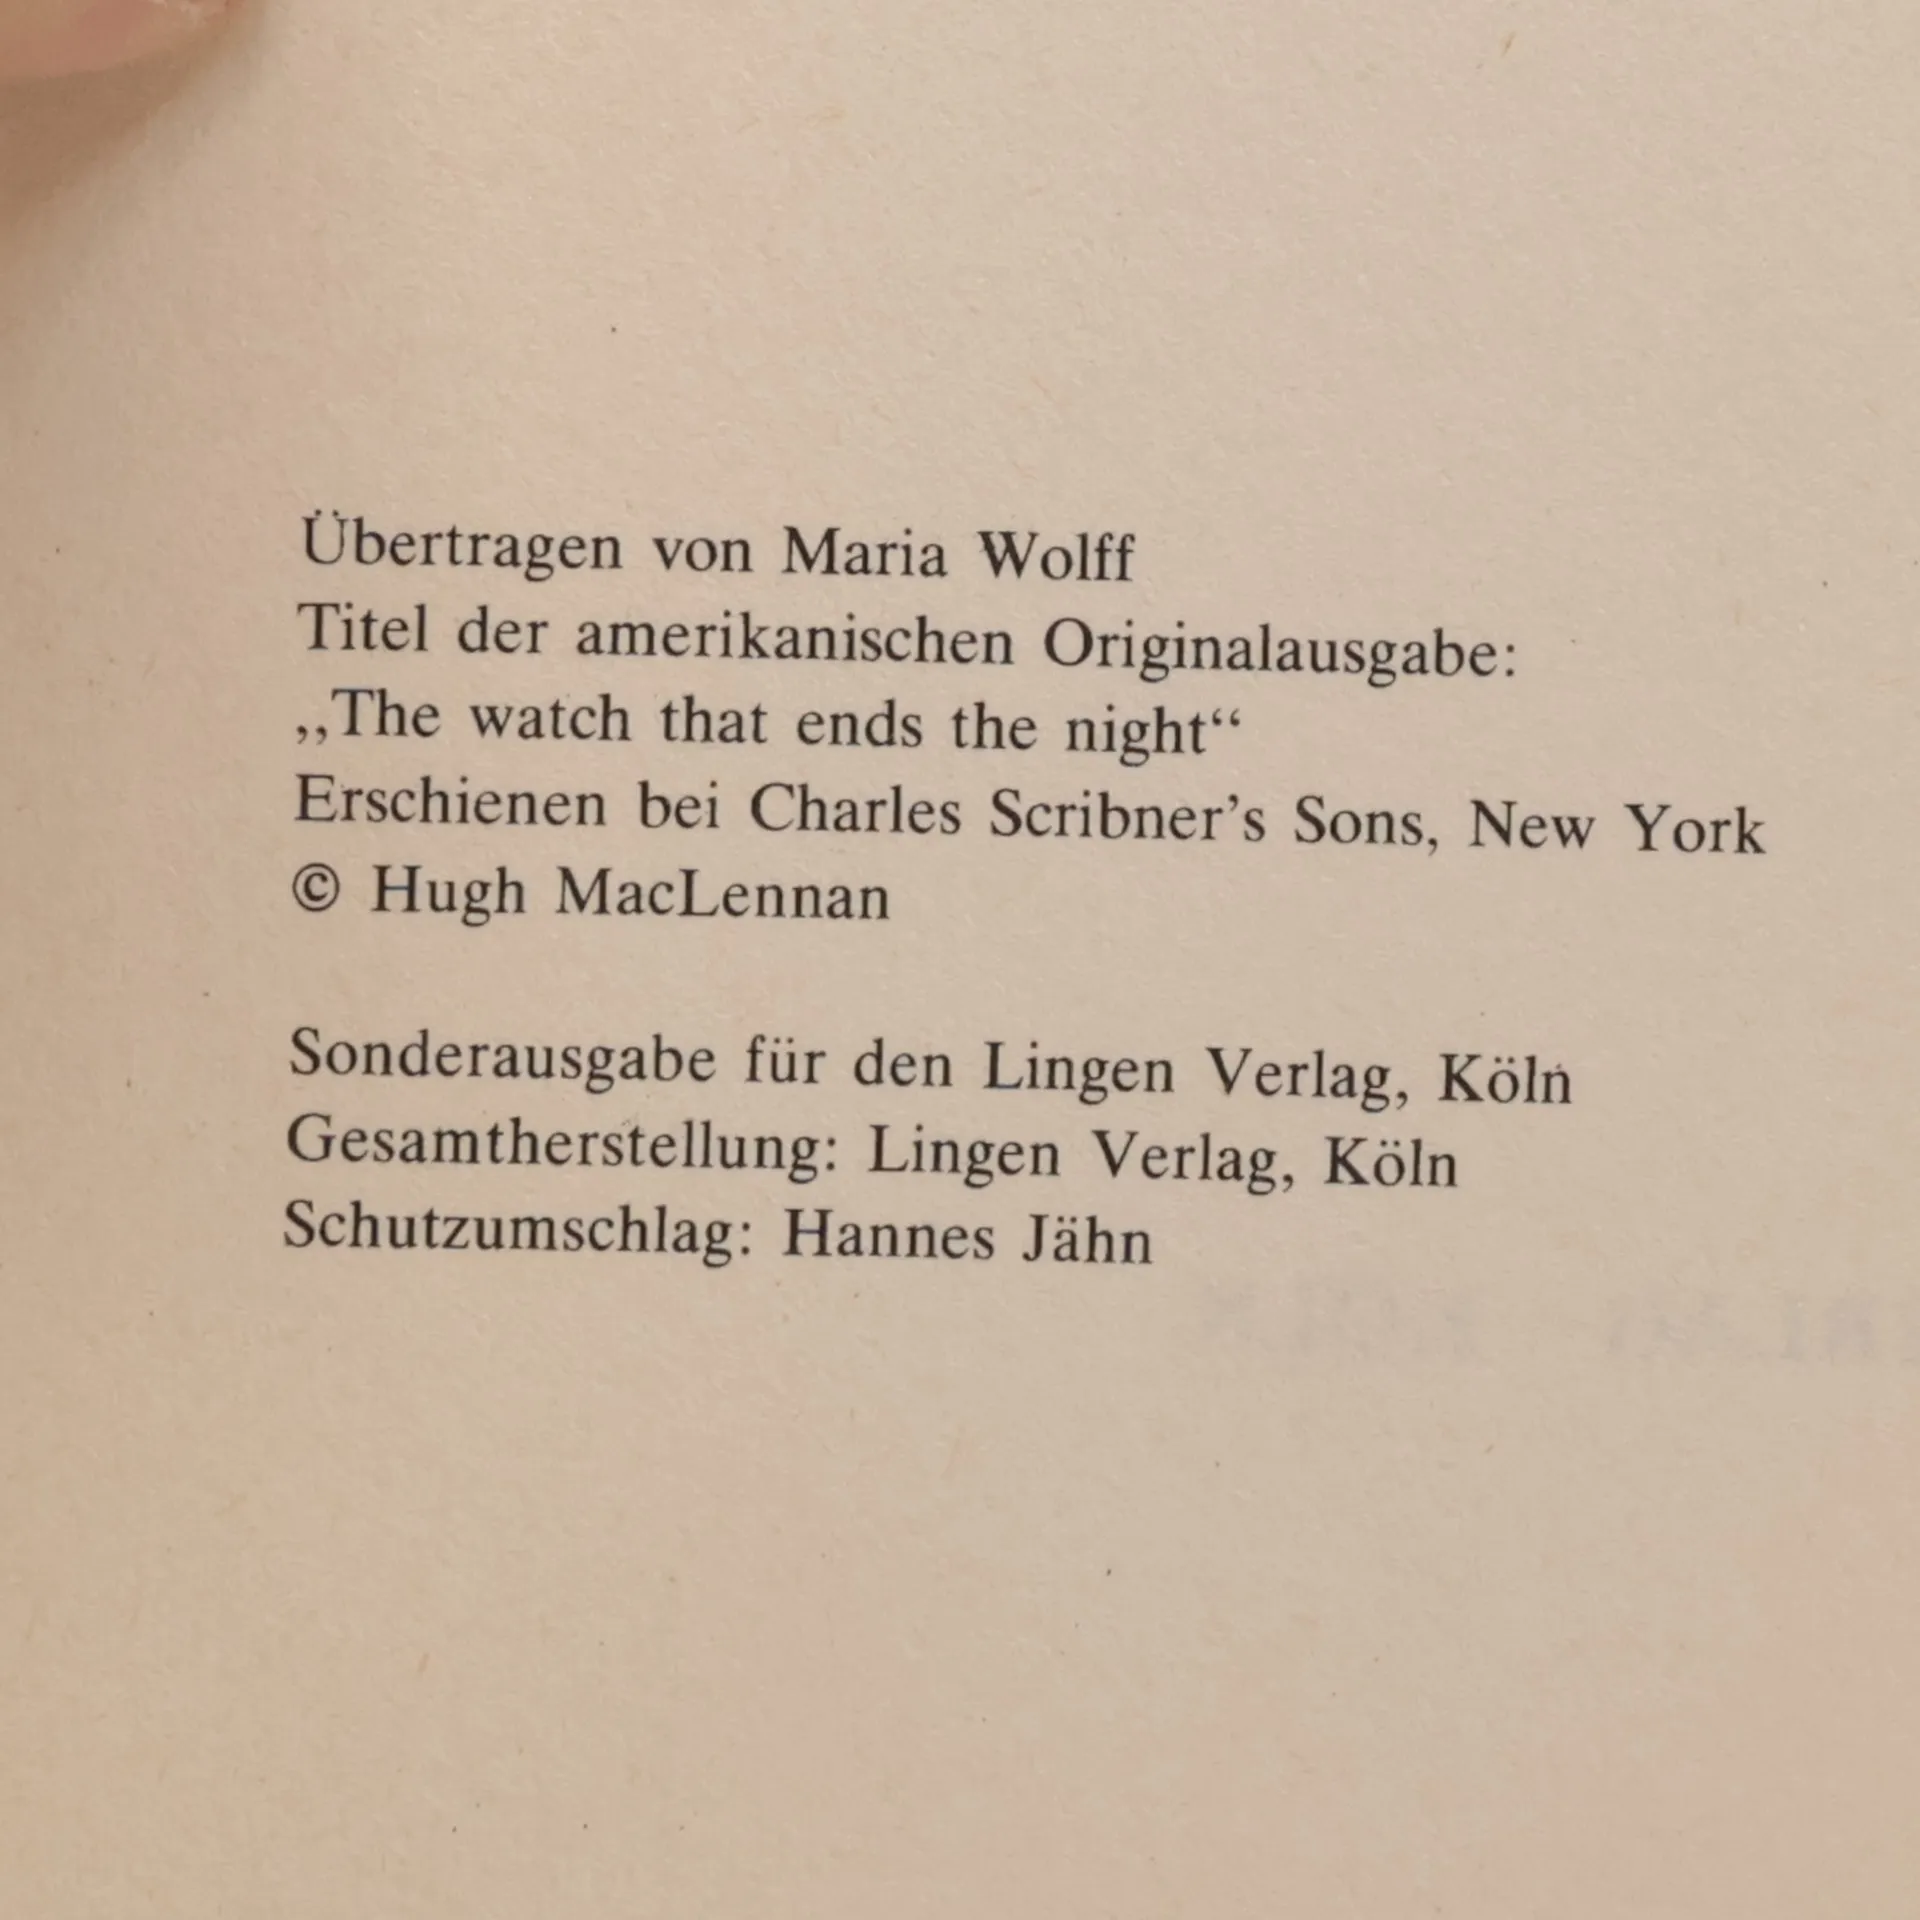 Übertragen von Maria Wolff
Titel der amerikanischen Originalausgabe:
„The watch that ends the night“
Erschienen bei Charles Scribner’s Sons, New York
© Hugh MacLennan
Sonderausgabe für den Lingen Verlag, Köln
Gesamtherstellung: Lingen Verlag, Köln
Schutzumschlag: Hannes Jähn